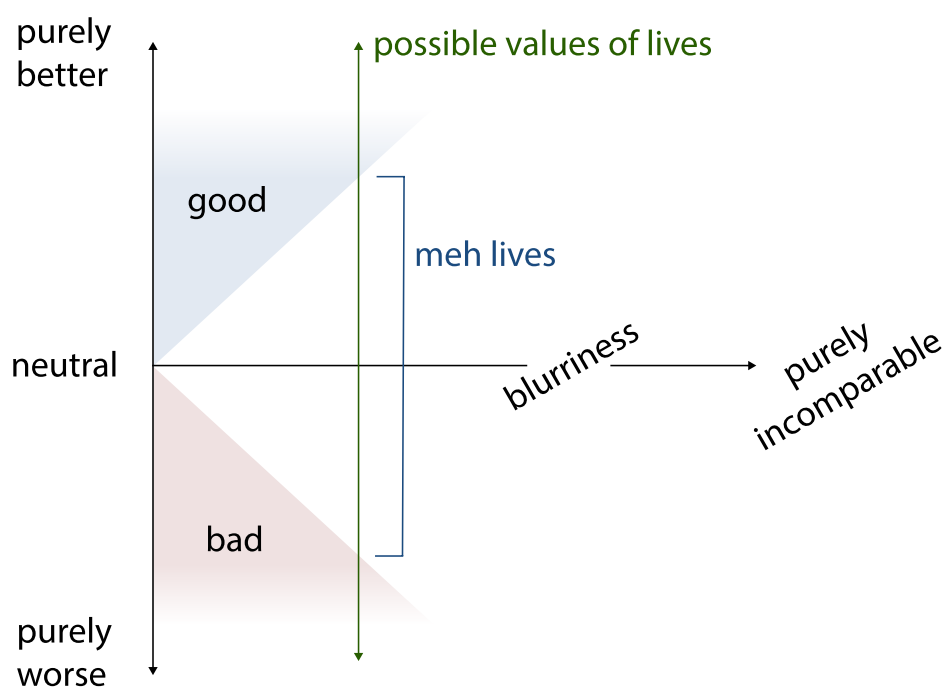 purely
better
possible values of lives
good
meh lives
neutral
blurriness
purely
incomparable
bad
purely
worse